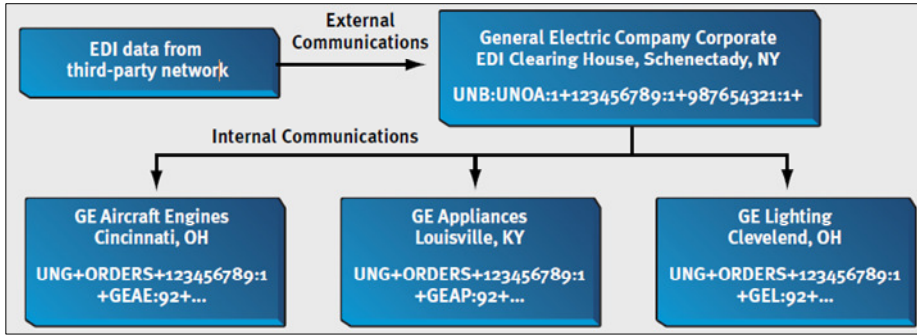 EDI data from
third-party network
External
Communications
General Electric Company Corporate
EDI Clearing House, Schenectady, NY
UNB:UNOA:1+123456789:1+987654321:1+
Internal Communications
GE Aircraft Engines
Cincinnati, OH
UNG+ORDERS+123456789:1
+GEAE:92+...
GE Appliances
Louisville, KY
UNG+ORDERS+123456789:1
+GEAP:92+...
GE Lighting
Clevelend, OH
UNG+ORDERS+123456789:1
+GEL:92+...